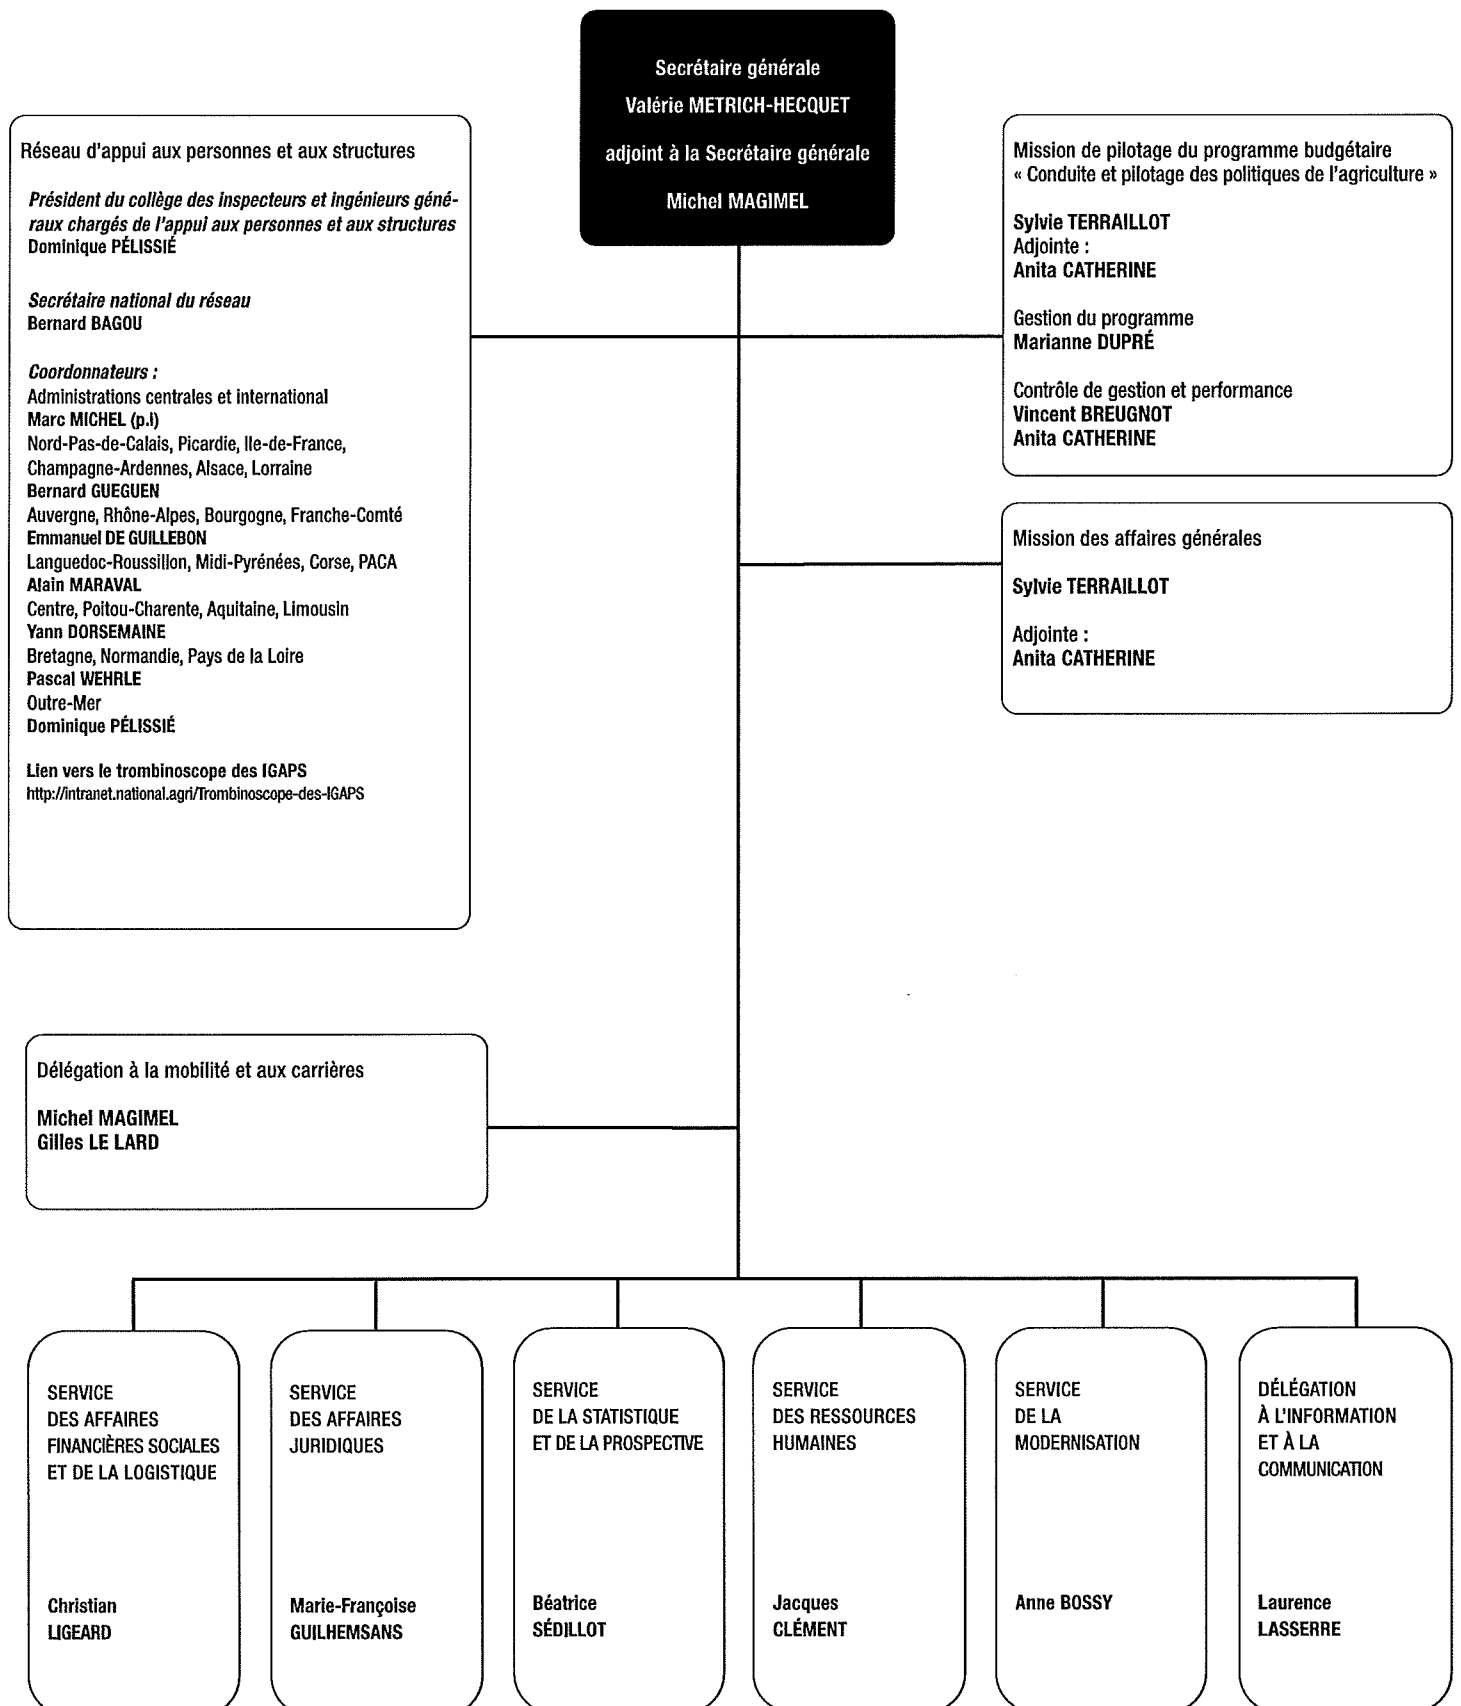 Secrétaire générale
Valérie METRICH-HECQUET
adjoint à la Secrétaire générale
Michel MAGIMEL
Réseau d'appui aux personnes et aux structures
Président du collège des inspecteurs et ingénieurs géné-
raux chargés de l'appui aux personnes et aux structures
Dominique PÉLISSIÉ
Secrétaire national du réseau
Bernard BAGOU
Coordonnateurs :
Administrations centrales et international
Marc MICHEL (p.i)
Nord-Pas-de-Calais, Picardie, Ile-de-France,
Champagne-Ardennes, Alsace, Lorraine
Bernard GUEGUEN
Auvergne, Rhône-Alpes, Bourgogne, Franche-Comté
Emmanuel DE GUILLEBON
Languedoc-Roussillon, Midi-Pyrénées, Corse, PACA
Alain MARAVAL
Centre, Poitou-Charente, Aquitaine, Limousin
Yann DORSEMAINE
Bretagne, Normandie, Pays de la Loire
Pascal WEHRLE
Outre-Mer
Dominique PÉLISSIÉ
Lien vers le trombinoscope des IGAPS
http://intranet.national.agri/Trombinoscope-des-IGAPS
Mission de pilotage du programme budgétaire
« Conduite et pilotage des politiques de l'agriculture »
Sylvie TERRAILLOT
Adjointe :
Anita CATHERINE
Gestion du programme
Marianne DUPRÉ
Contrôle de gestion et performance
Vincent BREUGNOT
Anita CATHERINE
Mission des affaires générales
Sylvie TERRAILLOT
Adjointe :
Anita CATHERINE
Délégation à la mobilité et aux carrières
Michel MAGIMEL
Gilles LE LARD
SERVICE
DES AFFAIRES
FINANCIÈRES SOCIALES
ET DE LA LOGISTIQUE
Christian
LIGEARD
SERVICE
DES AFFAIRES
JURIDIQUES
Marie-Françoise
GUILHEMSANS
SERVICE
DE LA STATISTIQUE
ET DE LA PROSPECTIVE
Béatrice
SÉDILLOT
SERVICE
DES RESSOURCES
HUMAINES
Jacques
CLÉMENT
SERVICE
DE LA
MODERNISATION
Anne BOSSY
DÉLÉGATION
À L'INFORMATION
ET À LA
COMMUNICATION
Laurence
LASSERRE